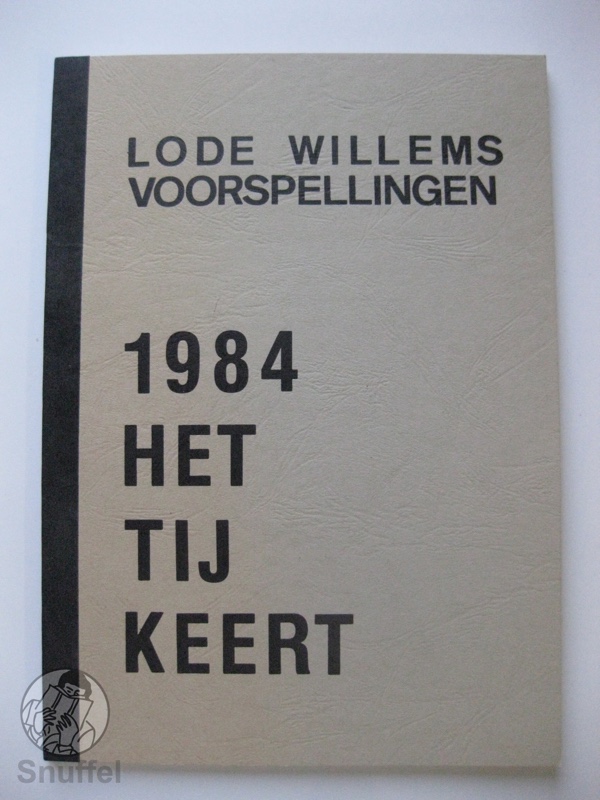 LODE WILLEMS
VOORSPELLINGEN
1984
HET
TIJ
KEERT
Snuffel